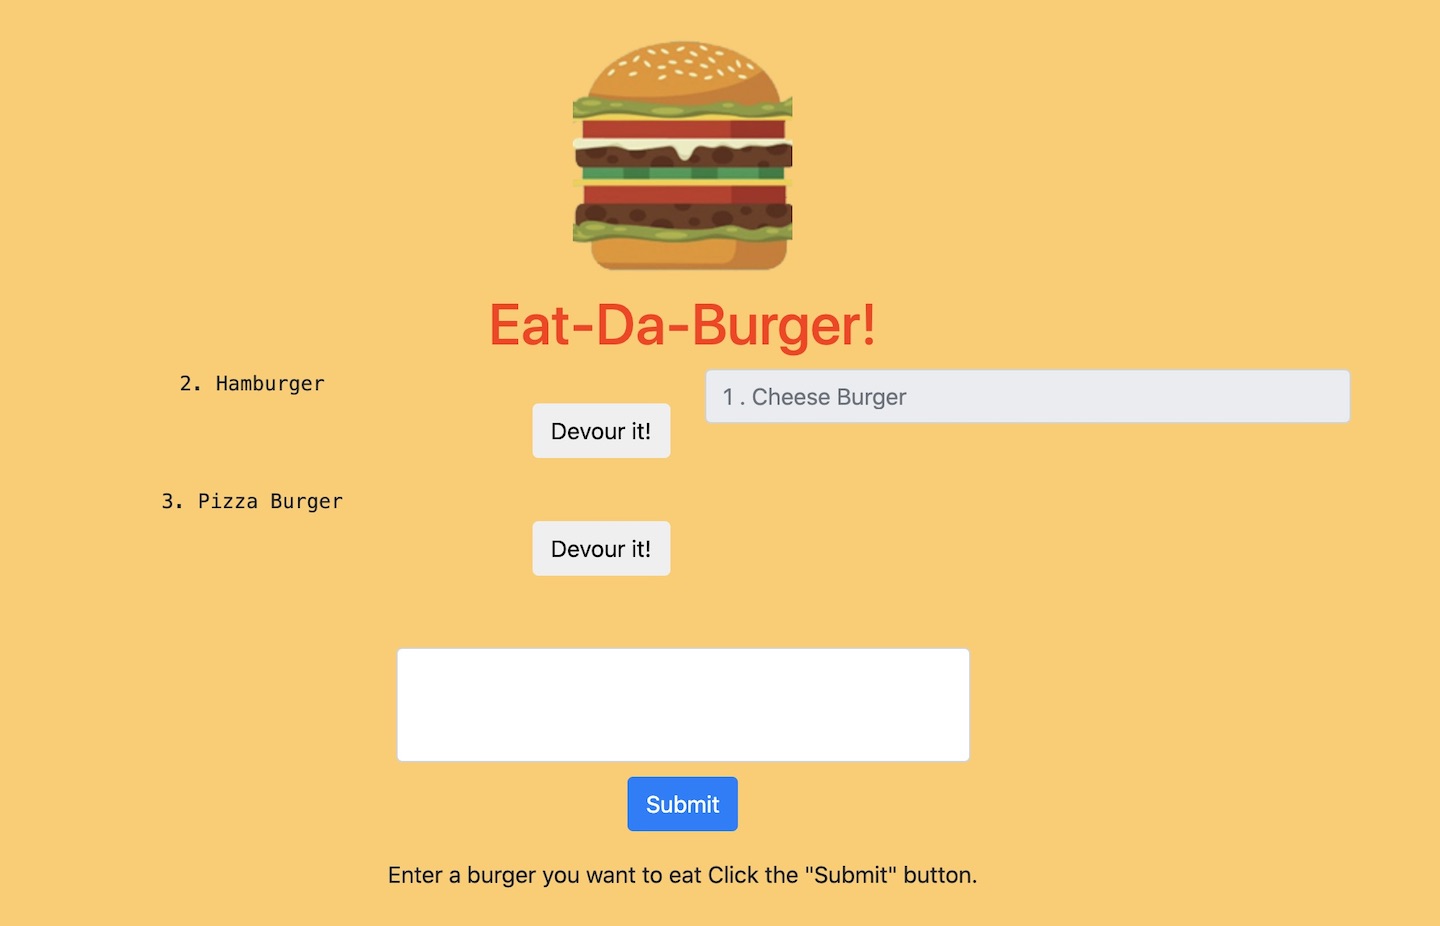 Eat-Da-Burger!
2. Hamburger
Devour it!
3. Pizza Burger
Devour it!
1 . Cheese Burger
Submit
Enter a burger you want to eat Click the "Submit" button.